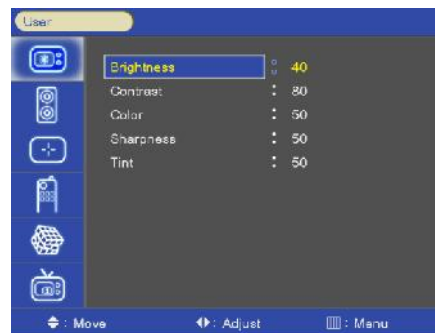 User
Brightness : 40
Contrast : 80
Color : 50
Sharpness : 50
Tint : 50
: Move : Adjust : Menu